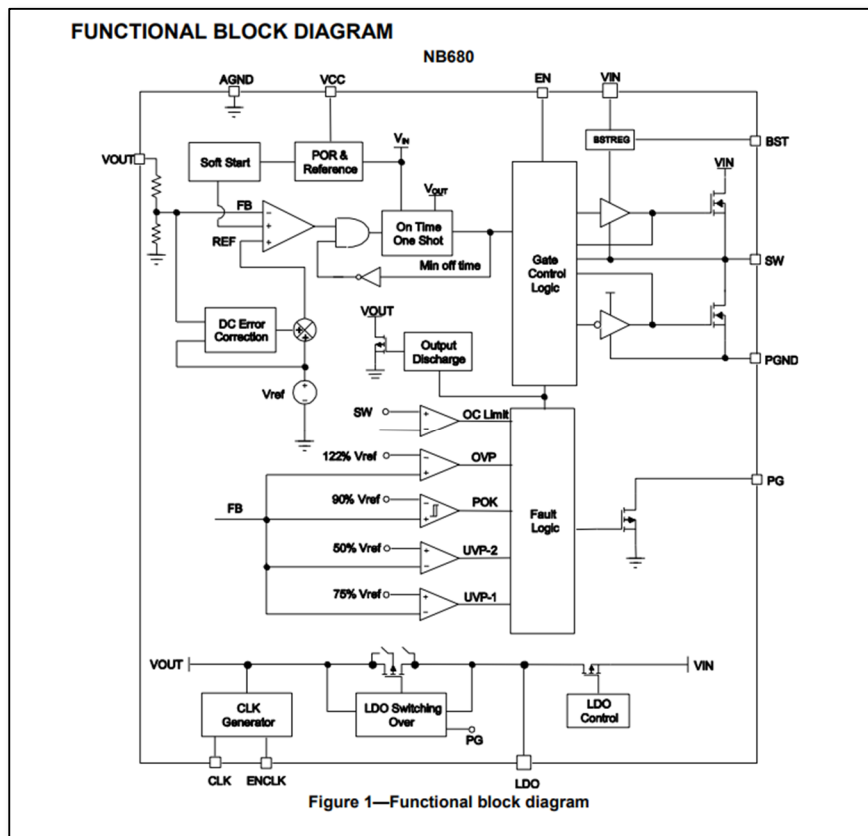 FUNCTIONAL BLOCK DIAGRAM
NB680
AGND
VCC
EN
VIN
BST
BSTREG
VOUT
Soft Start
POR &
Reference
VIN
VIN
FB
VOUT
REF
On Time
One Shot
Min off time
Gate
Control
Logic
SW
DC Error
Correction
VOUT
Output
Discharge
PGND
Vref
SW
OC Limit
122% Vref
OVP
PG
90% Vref
POK
FB
Fault
Logic
50% Vref
UVP-2
75% Vref
UVP-1
VOUT
VIN
CLK
Generator
LDO Switching
Over
PG
LDO
Control
CLK
ENCLK
LDO
Figure 1—Functional block diagram